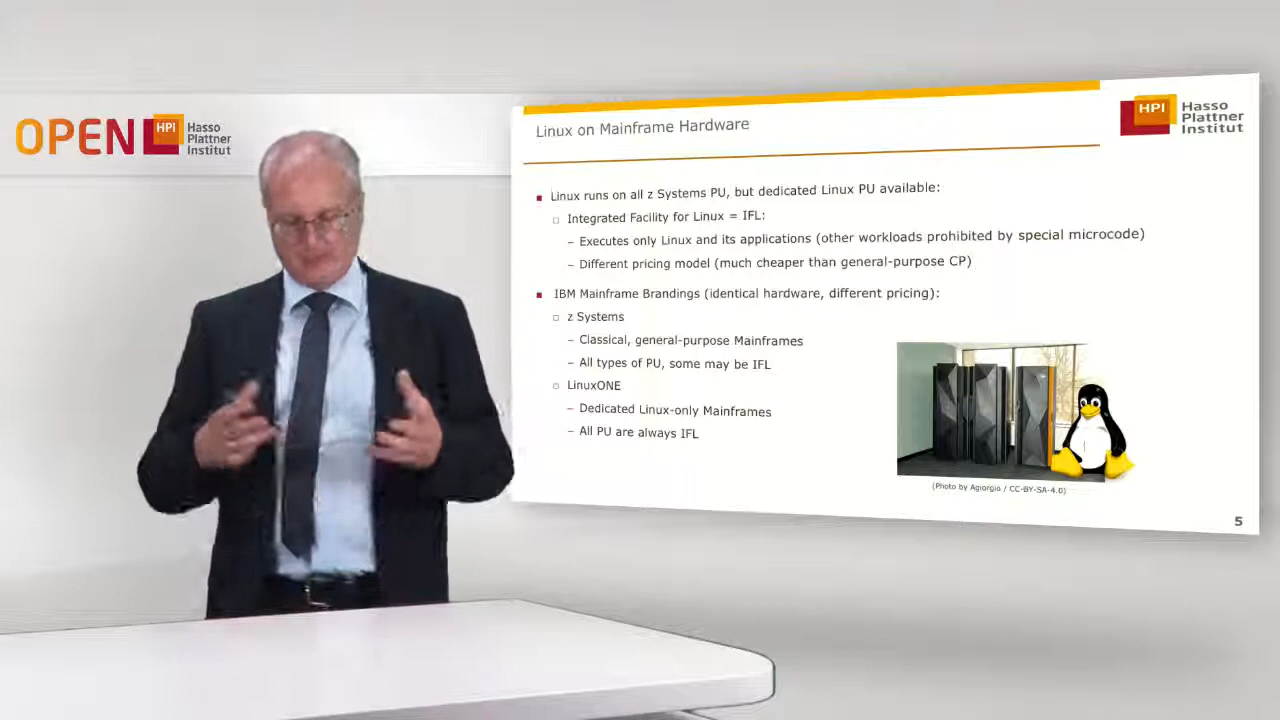 OPEN HPI Hasso
Plattner
Institut
Linux on Mainframe Hardware
HPI Hasso
Plattner
Institut
Linux runs on all z Systems PU, but dedicated Linux PU available:
Integrated Facility for Linux = IFL:
– Executes only Linux and its applications (other workloads prohibited by special microcode)
– Different pricing model (much cheaper than general-purpose CP)
IBM Mainframe Brandings (identical hardware, different pricing):
z Systems
– Classical, general-purpose Mainframes
– All types of PU, some may be IFL
LinuxONE
– Dedicated Linux-only Mainframes
– All PU are always IFL
(Photo by Agiorgio / CC-BY-SA-4.0)
5